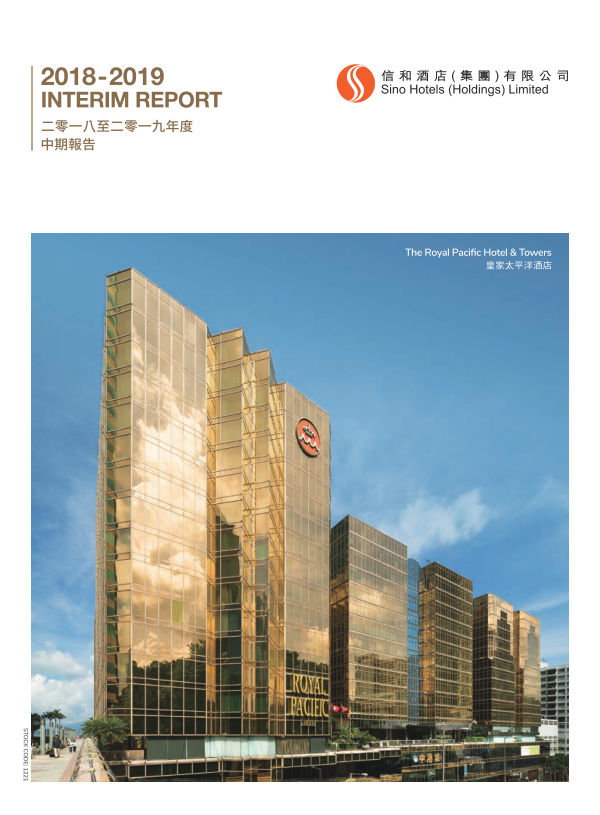 2018-2019
INTERIM REPORT
二零一八至二零一九年度
中期報告
信和酒店(集團)有限公司
Sino Hotels (Holdings) Limited
The Royal Pacific Hotel & Towers
皇家太平洋酒店
ROYAL
PACIFIC
STOCK CODE: 1221